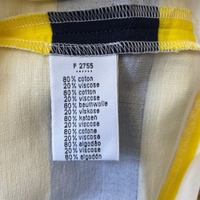 F 2755
80% coton
20% viscose
80% cotton
20% viscose
80% baumwolle
20% viskose
80% katoen
20% viscose
80% cotone
20% viscosa
80% algodão
20% viscose
80% algodón